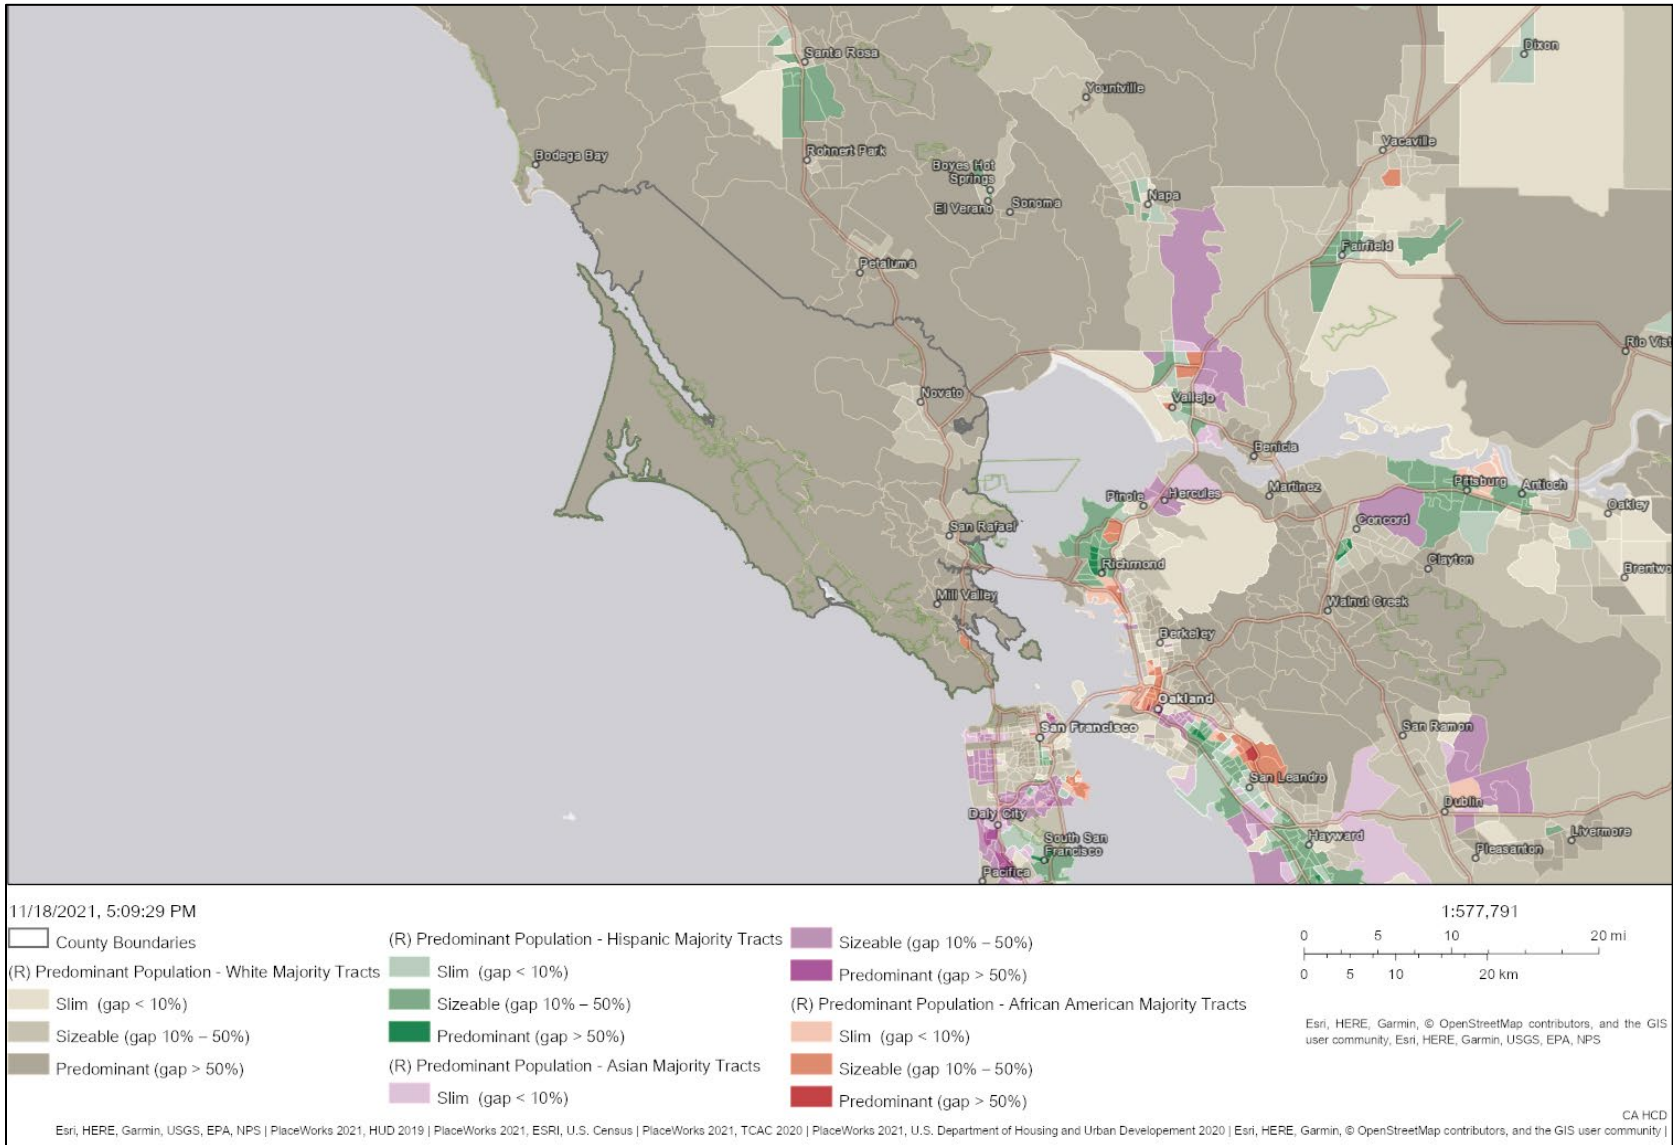 Santa Rosa
Dixon
Yountville
Bodega Bay
Rohnert Park
Vacaville
Boyes Hot
Springs
El Verano
Sonoma
Napa
Fairfield
Petaluma
Rio Vist
Novato
Vallejo
Benicia
Pinole
Hercules
Martinez
Pittsburg
Antioch
Oakley
San Rafael
Concord
Clayton
Brentwo
Richmond
Mill Valley
Walnut Creek
Berkeley
Oakland
San Francisco
San Ramon
San Leandro
Daly City
Dublin
South San
Francisco
Hayward
Livermore
Pleasanton
Pacifica
11/18/2021, 5:09:29 PM
County Boundaries
(R) Predominant Population - White Majority Tracts
Slim (gap < 10%)
Sizeable (gap 10% – 50%)
Predominant (gap > 50%)
(R) Predominant Population - Hispanic Majority Tracts
Slim (gap < 10%)
Sizeable (gap 10% – 50%)
Predominant (gap > 50%)
(R) Predominant Population - Asian Majority Tracts
Slim (gap < 10%)
Sizeable (gap 10% – 50%)
Predominant (gap > 50%)
(R) Predominant Population - African American Majority Tracts
Slim (gap < 10%)
Sizeable (gap 10% – 50%)
Predominant (gap > 50%)
1:577,791
0 5 10 20 mi
0 5 10 20 km
Esri, HERE, Garmin, © OpenStreetMap contributors, and the GIS
user community, Esri, HERE, Garmin, USGS, EPA, NPS
CA HCD
Esri, HERE, Garmin, USGS, EPA, NPS | PlaceWorks 2021, HUD 2019 | PlaceWorks 2021, ESRI, U.S. Census | PlaceWorks 2021, TCAC 2020 | PlaceWorks 2021, U.S. Department of Housing and Urban Developement 2020 | Esri, HERE, Garmin, © OpenStreetMap contributors, and the GIS user community |